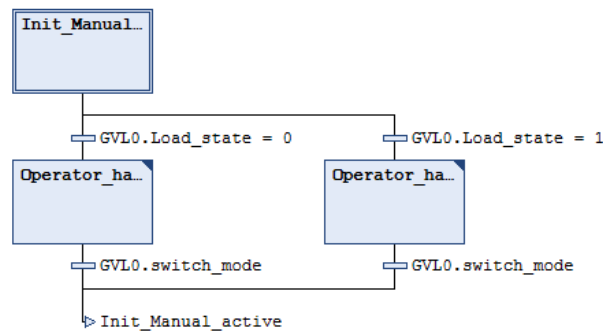 Init_Manual…
GVL0.Load_state = 0
GVL0.Load_state = 1
Operator_ha…
Operator_ha…
GVL0.switch_mode
GVL0.switch_mode
Init_Manual_active